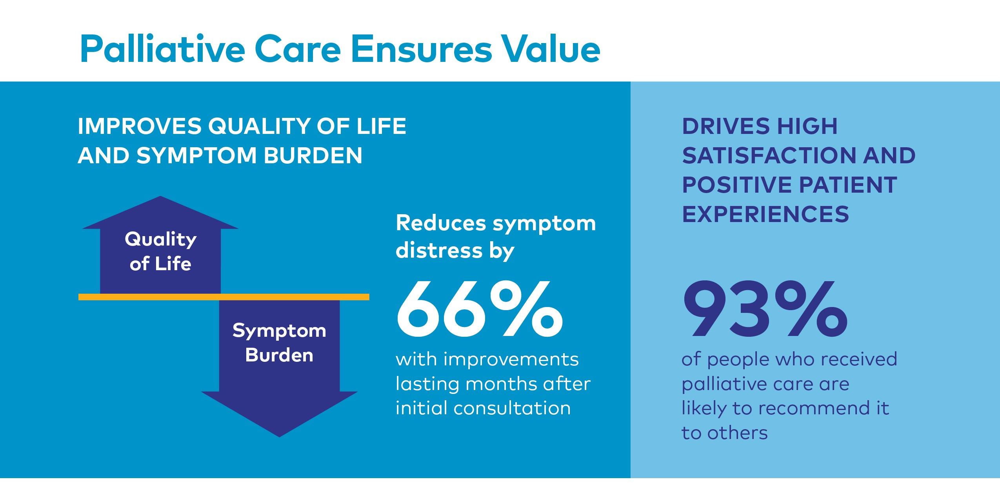 Palliative Care Ensures Value
IMPROVES QUALITY OF LIFE
AND SYMPTOM BURDEN
Quality
of Life
Symptom
Burden
Reduces symptom
distress by
66%
with improvements
lasting months after
initial consultation
DRIVES HIGH
SATISFACTION AND
POSITIVE PATIENT
EXPERIENCES
93%
of people who received
palliative care are
likely to recommend it
to others